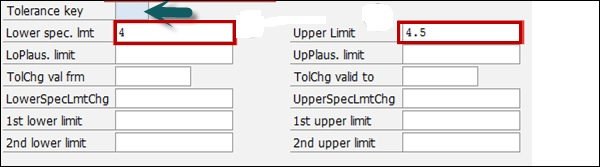 Tolerance key
Lower spec. lmt 4 Upper Limit 4.5
LoPlaus. limit UpPlaus. limit
TolChg val frm TolChg valid to
LowerSpecLmtChg UpperSpecLmtChg
1st lower limit 1st upper limit
2nd lower limit 2nd upper limit